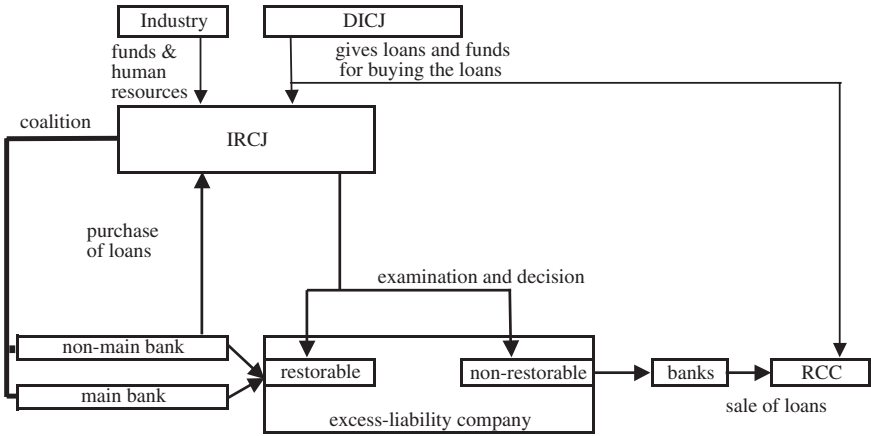 Industry
DICJ
funds &
human
resources
gives loans and funds
for buying the loans
coalition
IRCJ
purchase
of loans
examination and decision
non-main bank
restorable
non-restorable
banks
RCC
main bank
sale of loans
excess-liability company